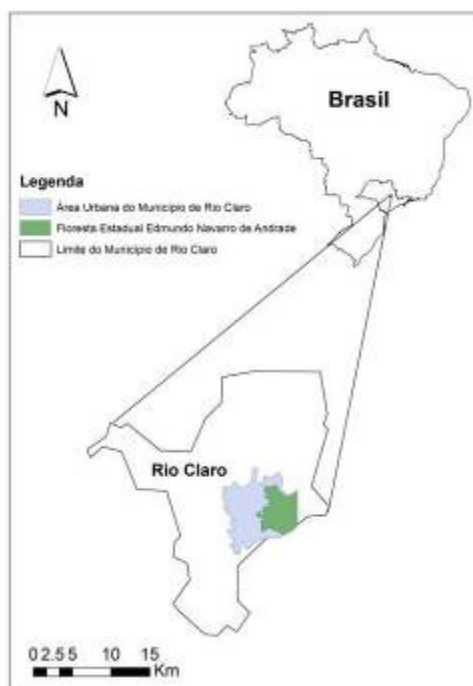 Brasil
N
Legenda
Área Urbana do Município de Rio Claro
Floresta Estadual Edmundo Navarro de Andrade
Limite do Município de Rio Claro
Rio Claro
0 2.5 5 10 15
Km